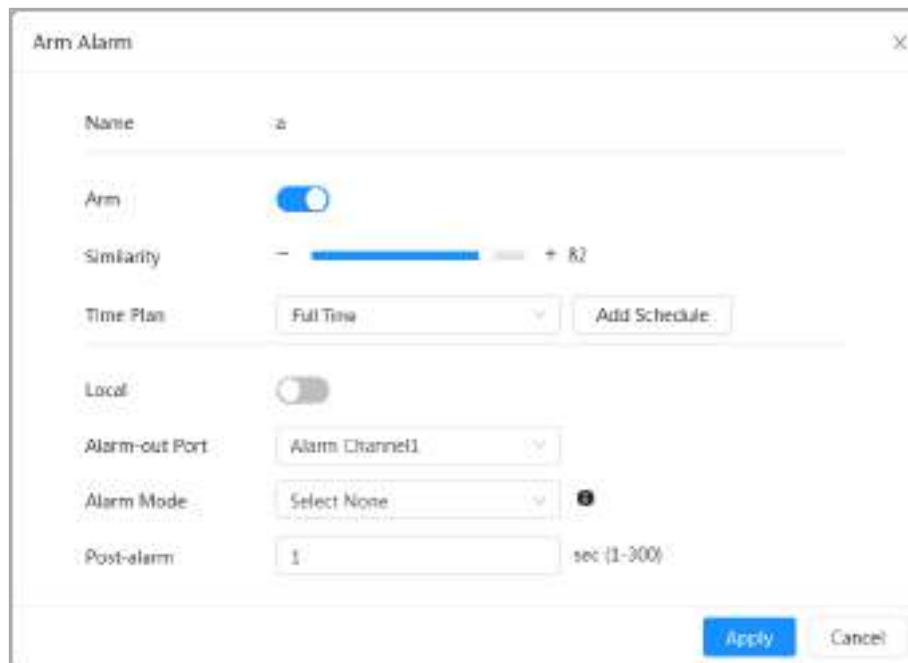 Arm Alarm ×
Name a
Arm
Similarity − + 82
Time Plan Full Time Add Schedule
Local
Alarm-out Port Alarm Channel1
Alarm Mode Select None
Post-alarm 1 sec (1-300)
Apply Cancel